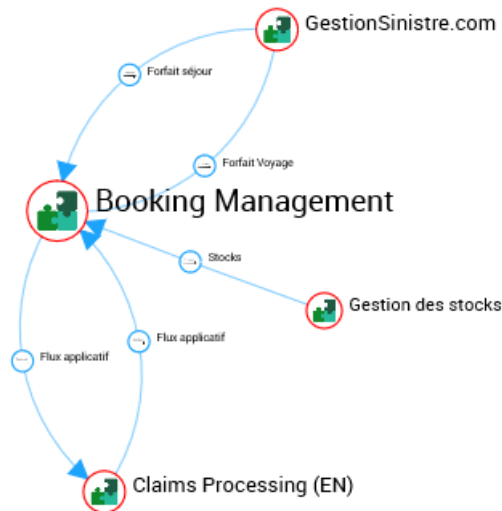 GestionSinistre.com
Forfait séjour
Forfait Voyage
Booking Management
Stocks
Gestion des stocks
Flux applicatif
Flux applicatif
Claims Processing (EN)